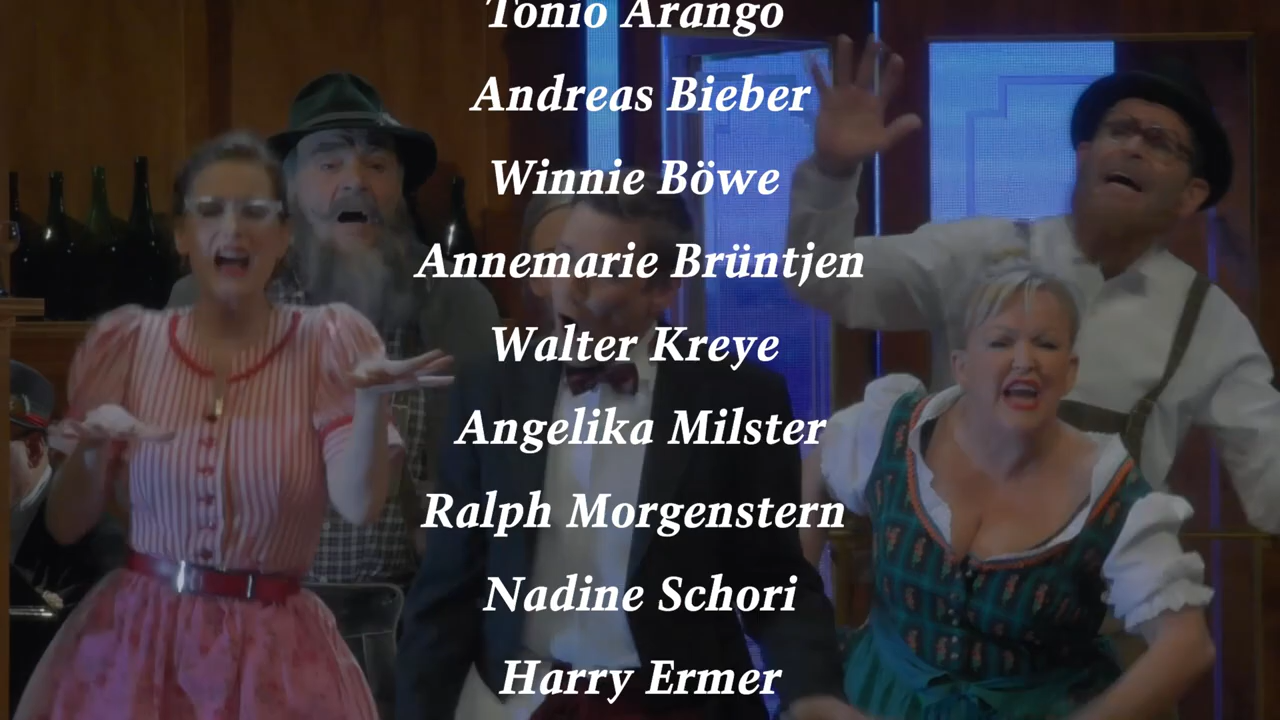 Tonio Arango
Andreas Bieber
Winnie Böwe
Annemarie Brüntjen
Walter Kreye
Angelika Milster
Ralph Morgenstern
Nadine Schori
Harry Ermer